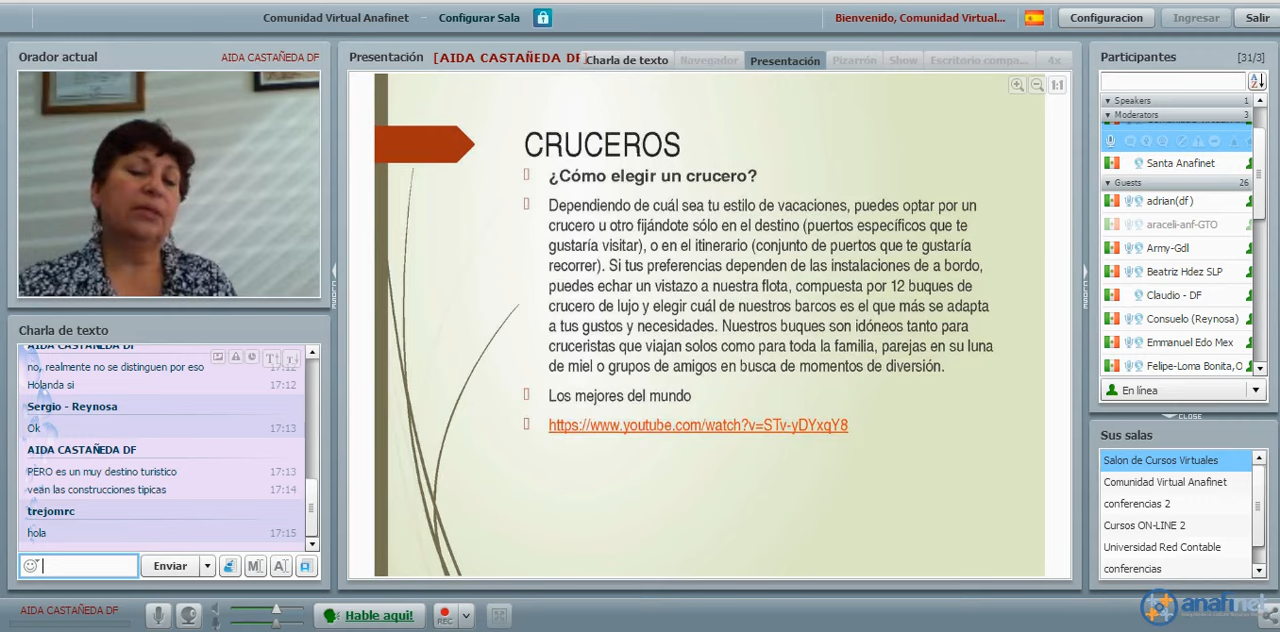 Comunidad Virtual Anafinet
Configurar Sala
Bienvenido, Comunidad Virtual...
Configuracion
Ingresar
Salir
Orador actual
AIDA CASTAÑEDA DF
Presentación
[AIDA CASTAÑEDA DF
Charla de texto
Navegador
Presentación
Pizarrón
Show
Escritorio compa...
4x
Participantes
[31/3]
Speakers 1
Moderators 3
Santa Anafinet
Guests 26
adrian(df)
araceli-anf-GTO
Army-Gdl
Beatriz Hdez SLP
Claudio - DF
Consuelo (Reynosa)
Emmanuel Edo Mex
Felipe-Loma Bonita,O
En línea
CLOSE
Sus salas
Salon de Cursos Virtuales
Comunidad Virtual Anafinet
conferencias 2
Cursos ON-LINE 2
Universidad Red Contable
conferencias
CRUCEROS
¿Cómo elegir un crucero?
Dependiendo de cuál sea tu estilo de vacaciones, puedes optar por un
crucero u otro fijándote sólo en el destino (puertos específicos que te
gustaría visitar), o en el itinerario (conjunto de puertos que te gustaría
recorrer). Si tus preferencias dependen de las instalaciones de a bordo,
puedes echar un vistazo a nuestra flota, compuesta por 12 buques de
crucero de lujo y elegir cuál de nuestros barcos es el que más se adapta
a tus gustos y necesidades. Nuestros buques son idóneos tanto para
cruceristas que viajan solos como para toda la familia, parejas en su luna
de miel o grupos de amigos en busca de momentos de diversión.
Los mejores del mundo
https://www.youtube.com/watch?v=STv-yDYxqY8
Charla de texto
AIDA CASTAÑEDA DF
no, realmente no se distinguen por eso 17:12
Holanda si 17:12
Sergio - Reynosa
Ok 17:13
AIDA CASTAÑEDA DF
PERO es un muy destino turistico 17:13
vean las construcciones tipicas 17:14
trejomrc
hola 17:15
Enviar
AIDA CASTAÑEDA DF
Hable aqui!
REC
anafinet